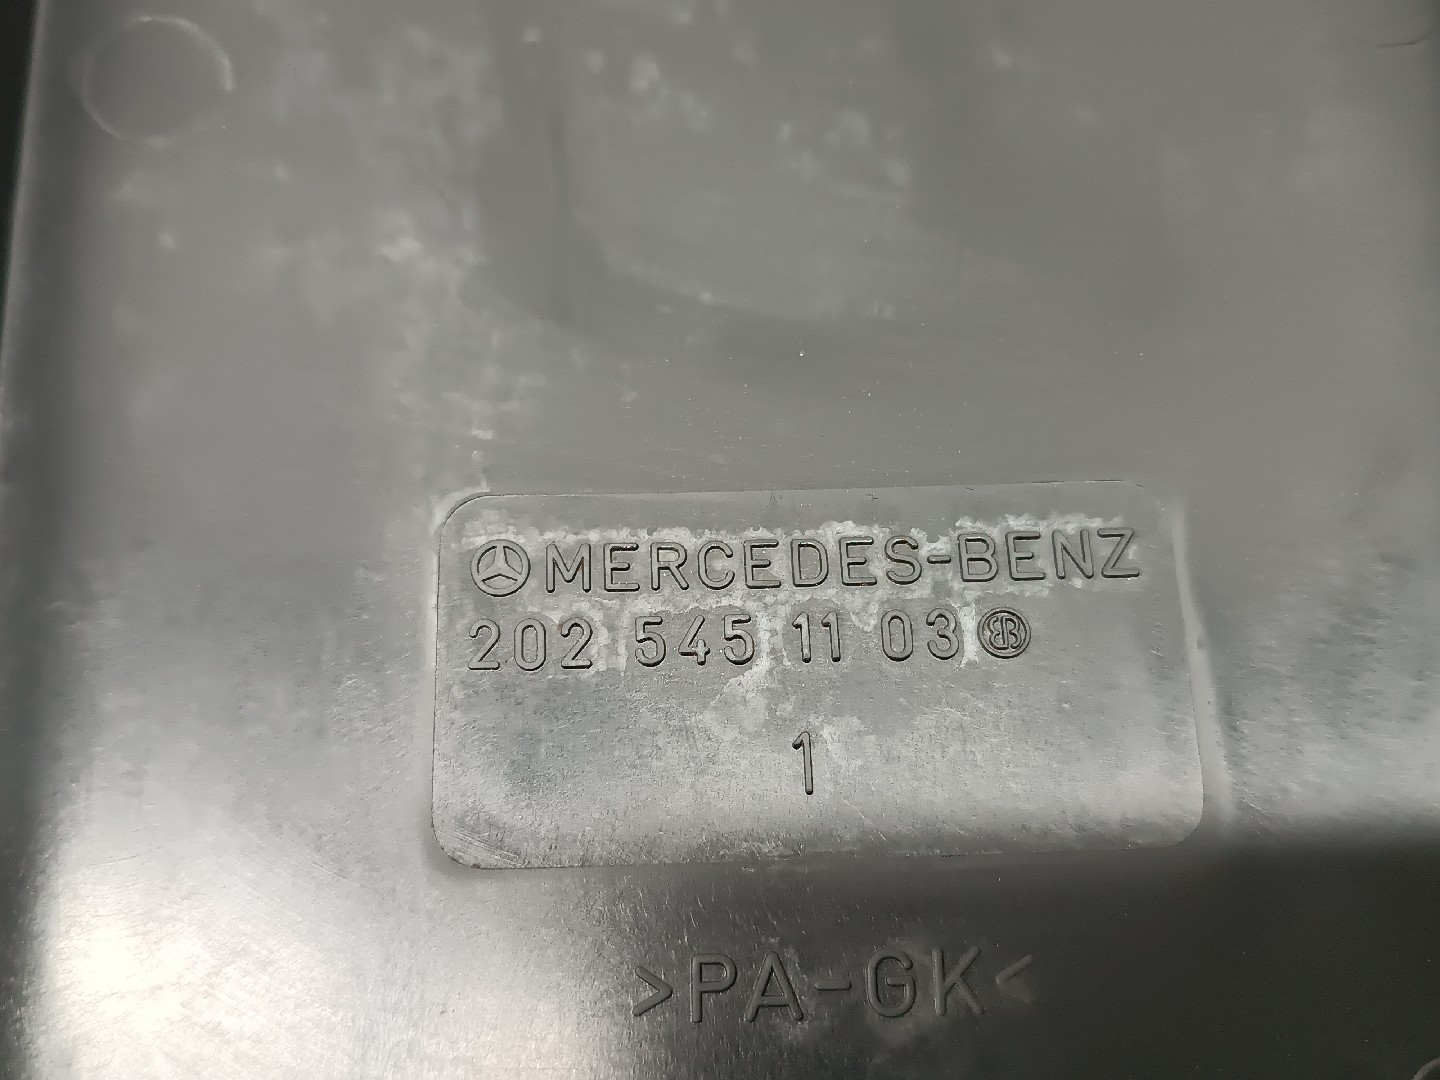 MERCEDES-BENZ
202 545 11 03
1
>PA-GK<